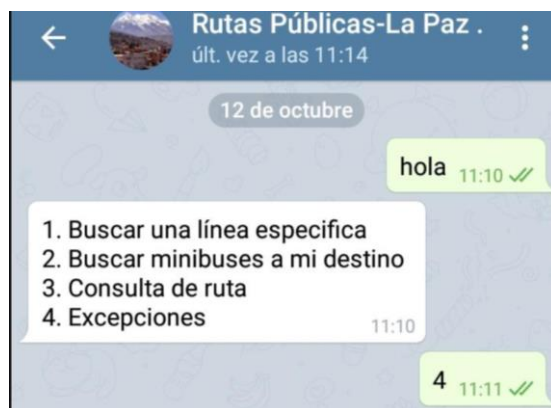 Rutas Públicas-La Paz .
últ. vez a las 11:14
12 de octubre
hola 11:10
1. Buscar una línea especifica
2. Buscar minibuses a mi destino
3. Consulta de ruta
4. Excepciones
11:10
4 11:11